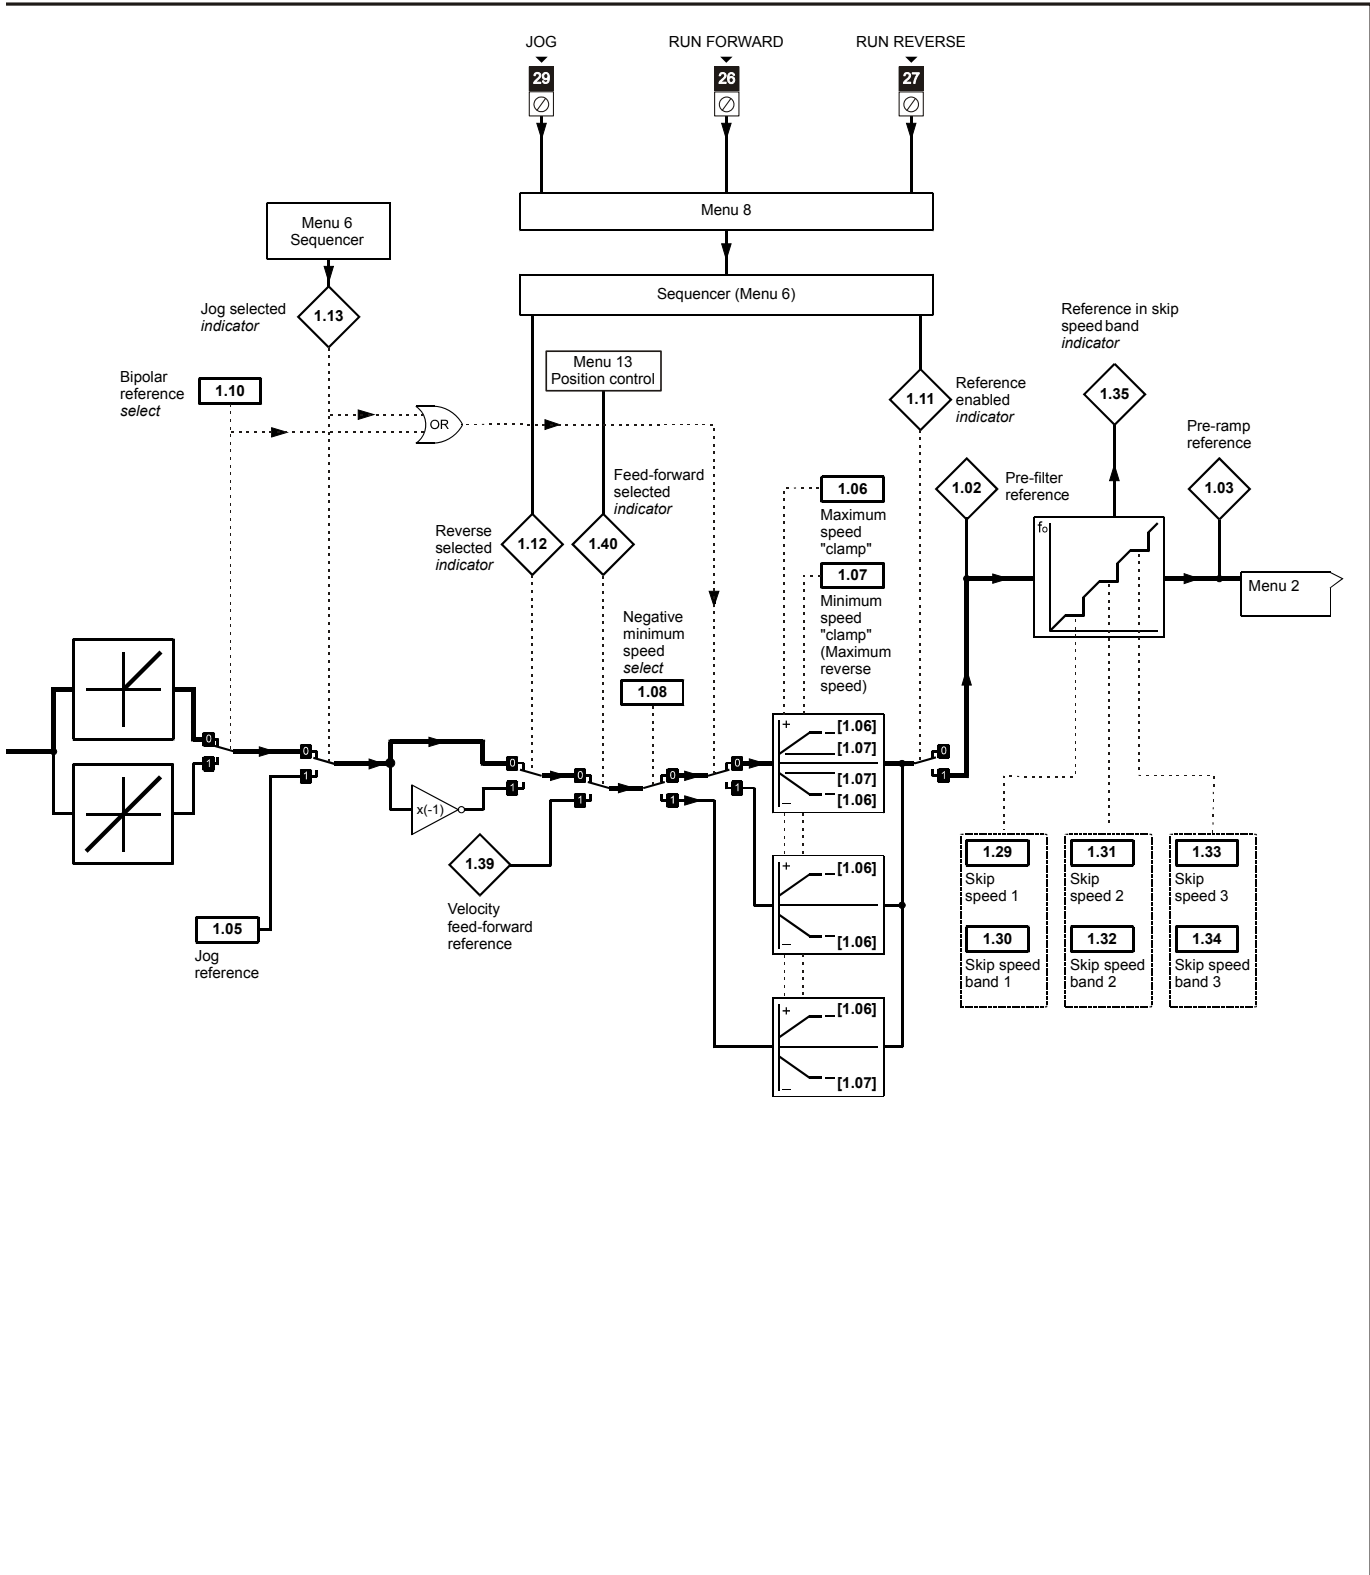 JOG
RUN FORWARD
RUN REVERSE
29
26
27
Menu 8
Menu 6
Sequencer
Sequencer (Menu 6)
Jog selected
indicator
1.13
Reference in skip
speed band
indicator
Menu 13
Position control
Bipolar
reference
select
1.10
1.11
Reference
enabled
indicator
1.35
OR
Pre-ramp
reference
Feed-forward
selected
indicator
1.06
Maximum
speed
"clamp"
1.02
Pre-filter
reference
1.03
Reverse
selected
indicator
1.12
1.40
fo
1.07
Minimum
speed
"clamp"
(Maximum
reverse
speed)
Menu 2
Negative
minimum
speed
select
1.08
+
[1.06]
[1.07]
[1.07]
[1.06]
–
0
1
0
1
0
1
0
1
0
1
0
1
0
1
x(-1)
1.39
Velocity
feed-forward
reference
+
[1.06]
–
[1.06]
1.05
Jog
reference
1.29
Skip
speed 1
1.31
Skip
speed 2
1.33
Skip
speed 3
1.30
Skip speed
band 1
1.32
Skip speed
band 2
1.34
Skip speed
band 3
+
[1.06]
–
[1.07]